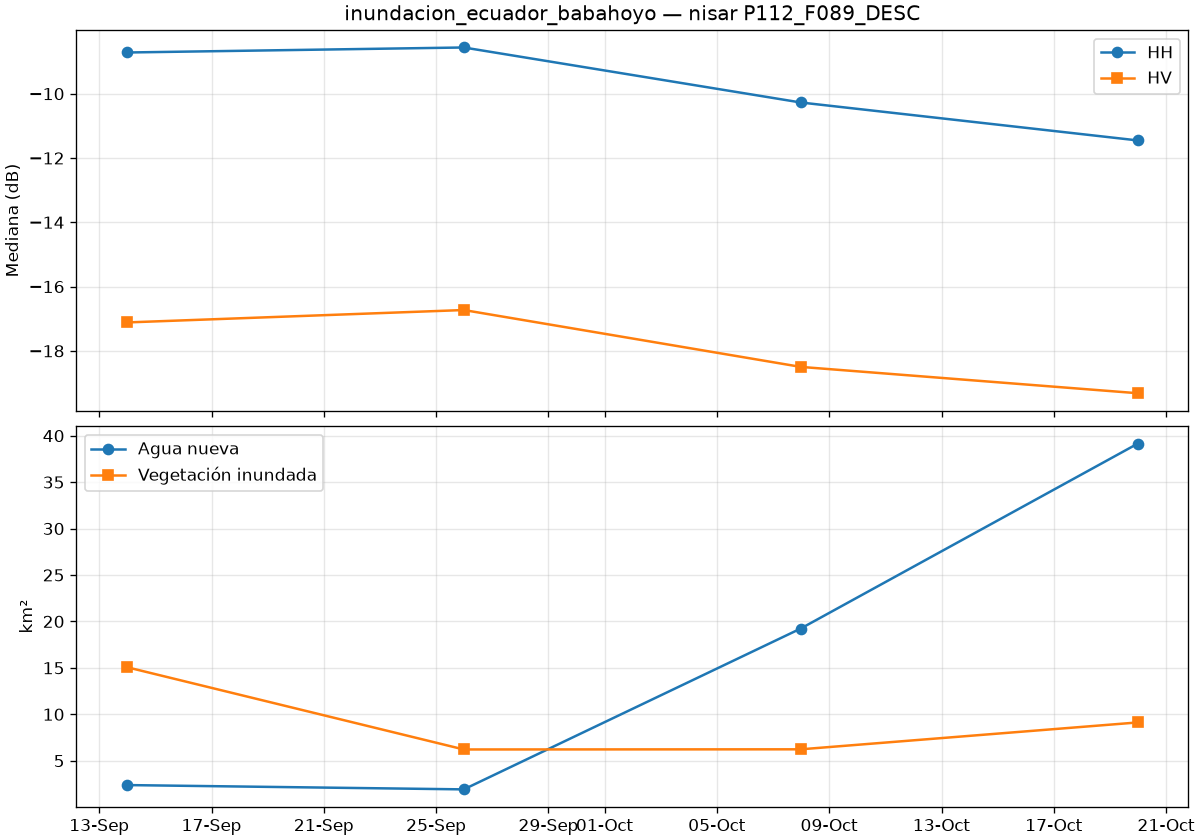 inundacion_ecuador_babahoyo — nisar P112_F089_DESC
HH
HV
Mediana (dB)
−10
−12
−14
−16
−18
Agua nueva
Vegetación inundada
km²
40
35
30
25
20
15
10
5
13-Sep 17-Sep 21-Sep 25-Sep 29-Sep 01-Oct 05-Oct 09-Oct 13-Oct 17-Oct 21-Oct